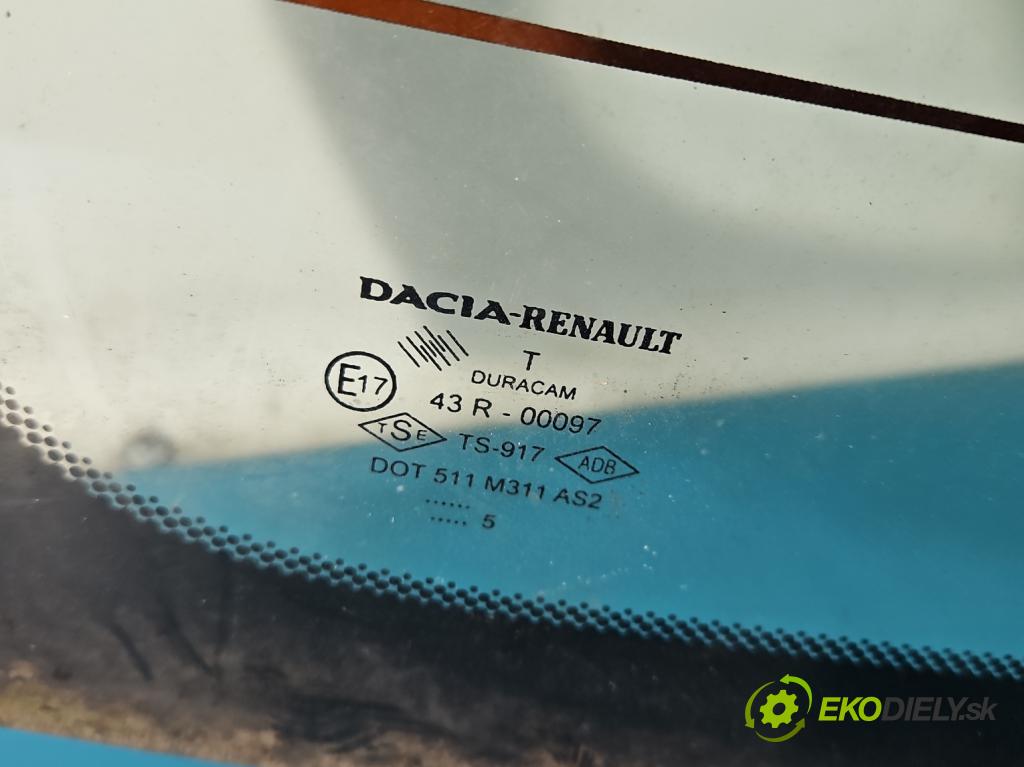 DACIA-RENAULT
T
DURACAM
E17 43 R - 00097
TSE TS-917 ADB
DOT 511 M311 AS2
......
..... 5
EKODIELY.sk